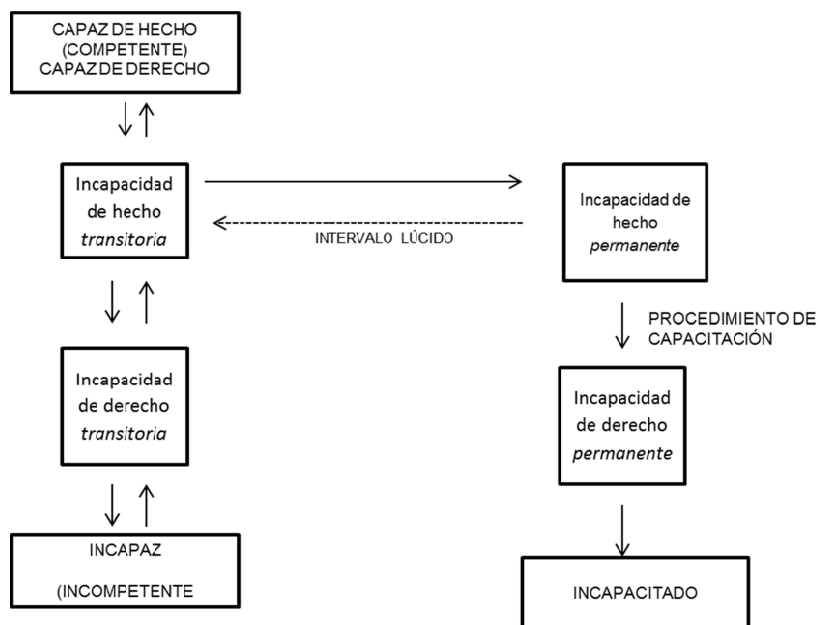 CAPAZ DE HECHO
(COMPETENTE)
CAPAZ DE DERECHO
Incapacidad
de hecho
transitoria
INTERVALO LÚCIDO
Incapacidad de
hecho
permanente
PROCEDIMIENTO DE
CAPACITACIÓN
Incapacidad
de derecho
transitoria
Incapacidad
de derecho
permanente
INCAPAZ
(INCOMPETENTE
INCAPACITADO